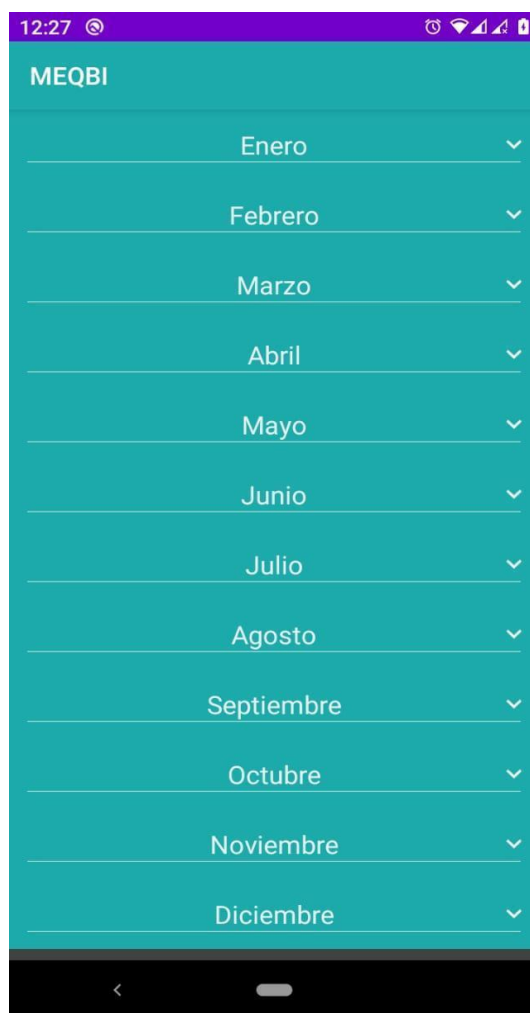 12:27
MEQBI
Enero
Febrero
Marzo
Abril
Mayo
Junio
Julio
Agosto
Septiembre
Octubre
Noviembre
Diciembre